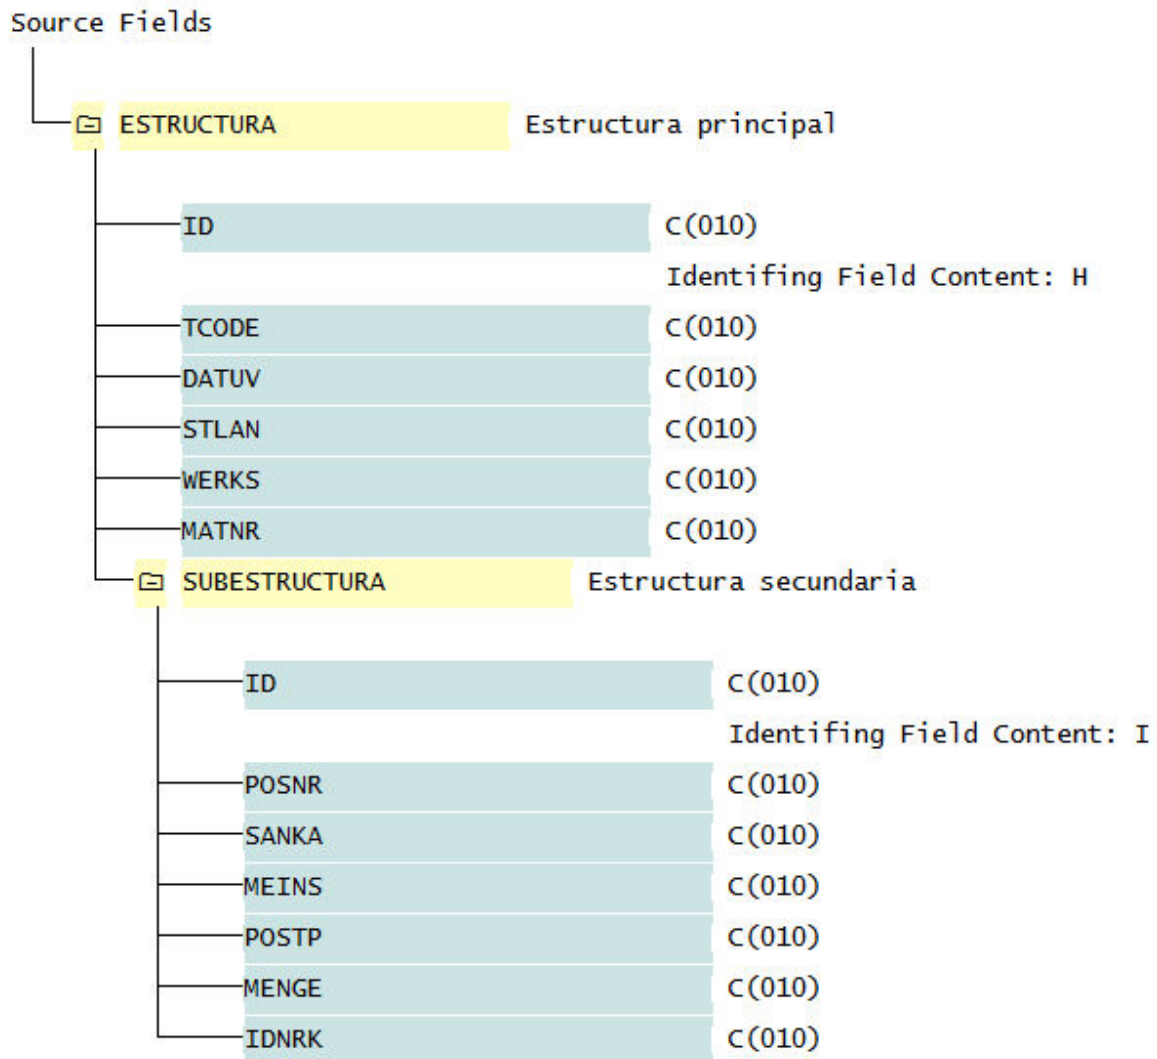 Source Fields
ESTRUCTURA Estructura principal
ID C(010)
Identifing Field Content: H
TCODE C(010)
DATUV C(010)
STLAN C(010)
WERKS C(010)
MATNR C(010)
SUBESTRUCTURA Estructura secundaria
ID C(010)
Identifing Field Content: I
POSNR C(010)
SANKA C(010)
MEINS C(010)
POSTP C(010)
MENGE C(010)
IDNRK C(010)